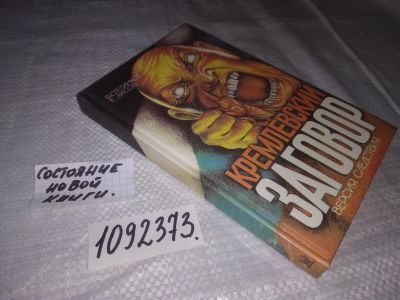 КРЕМЛЕВСКИЙ
ЗАГОВОР
ВЕРСИЯ СЛЕДСТВИЯ
СОСТОЯНИЕ
НОВОЙ
КНИГИ.
1092373.